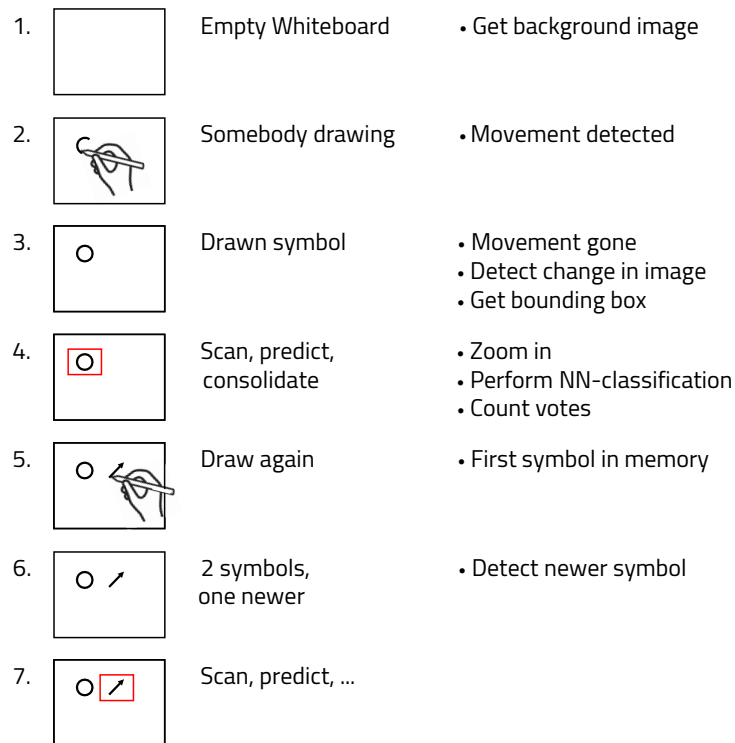 1. Empty Whiteboard • Get background image
2. Somebody drawing • Movement detected
3. Drawn symbol • Movement gone
• Detect change in image
• Get bounding box
4. Scan, predict, • Zoom in
consolidate • Perform NN-classification
• Count votes
5. Draw again • First symbol in memory
6. 2 symbols, • Detect newer symbol
one newer
7. Scan, predict, ...